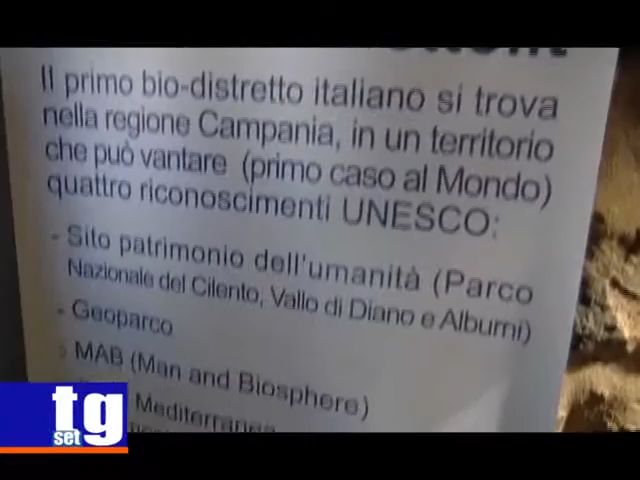 Il primo bio-distretto italiano si trova
nella regione Campania, in un territorio
che può vantare (primo caso al Mondo)
quattro riconoscimenti UNESCO:
- Sito patrimonio dell'umanità (Parco
Nazionale del Cilento, Vallo di Diano e Alburni)
- Geoparco
- MAB (Man and Biosphere)
Mediterranea
tg
set